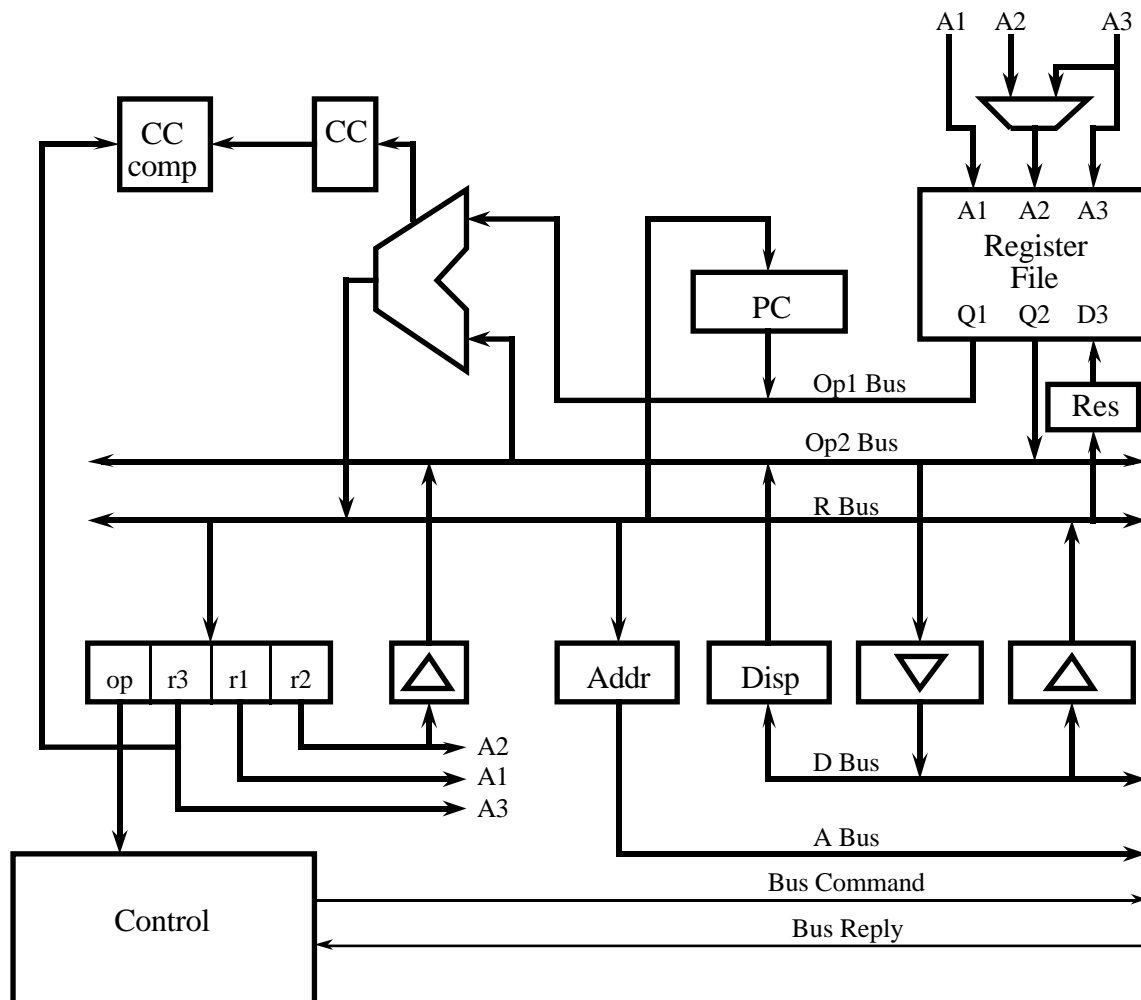 A1 A2 A3
CC
comp
CC
A1 A2 A3
Register
File
Q1 Q2 D3
PC
Op1 Bus
Res
Op2 Bus
R Bus
op r3 r1 r2
Addr
Disp
A2
A1
A3
D Bus
A Bus
Bus Command
Control
Bus Reply